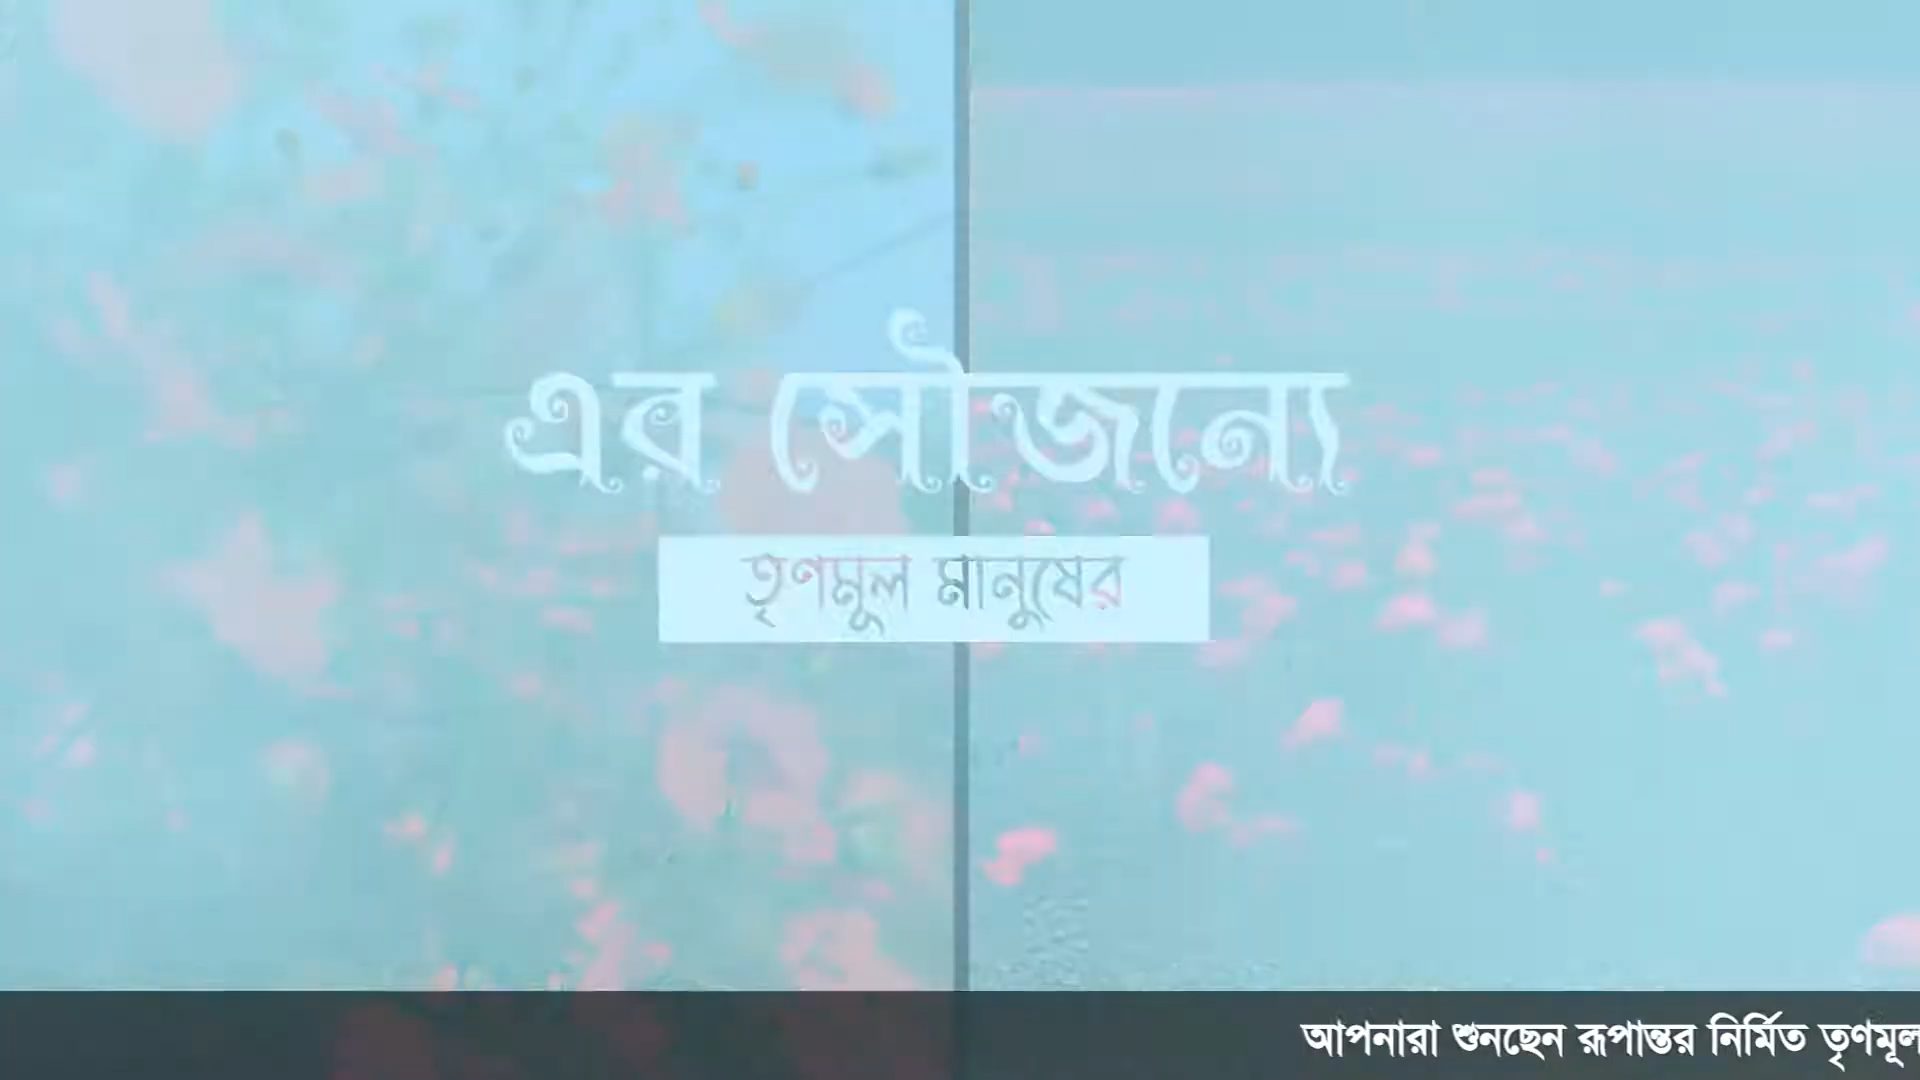 এর সৌজন্যে
তৃণমূল মানুষের
আপনারা শুনছেন রূপান্তর নির্মিত তৃণমূল